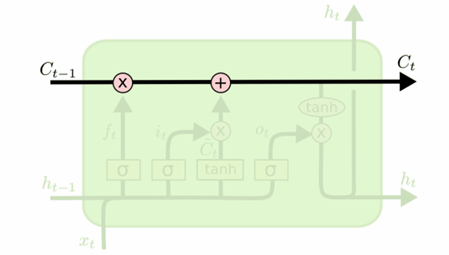 h_t
C_{t-1} × + C_t
tanh
f_t i_t × o_t ×
C̃_t
σ σ tanh σ
h_{t-1} h_t
x_t